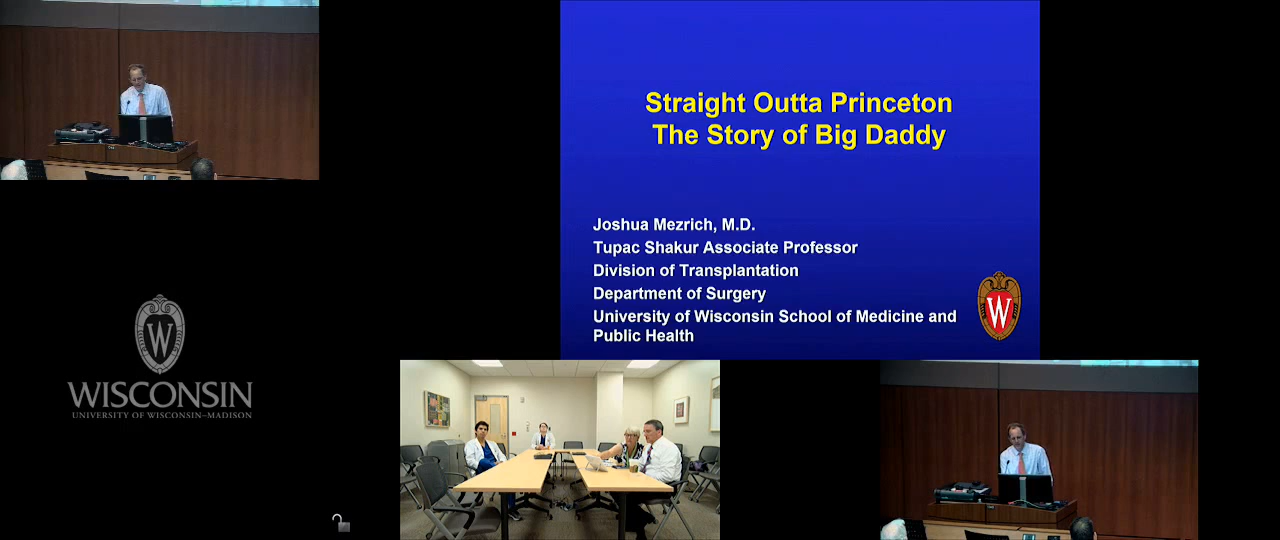 Straight Outta Princeton
The Story of Big Daddy
Joshua Mezrich, M.D.
Tupac Shakur Associate Professor
Division of Transplantation
Department of Surgery
University of Wisconsin School of Medicine and
Public Health
W
W
WISCONSIN
UNIVERSITY OF WISCONSIN–MADISON